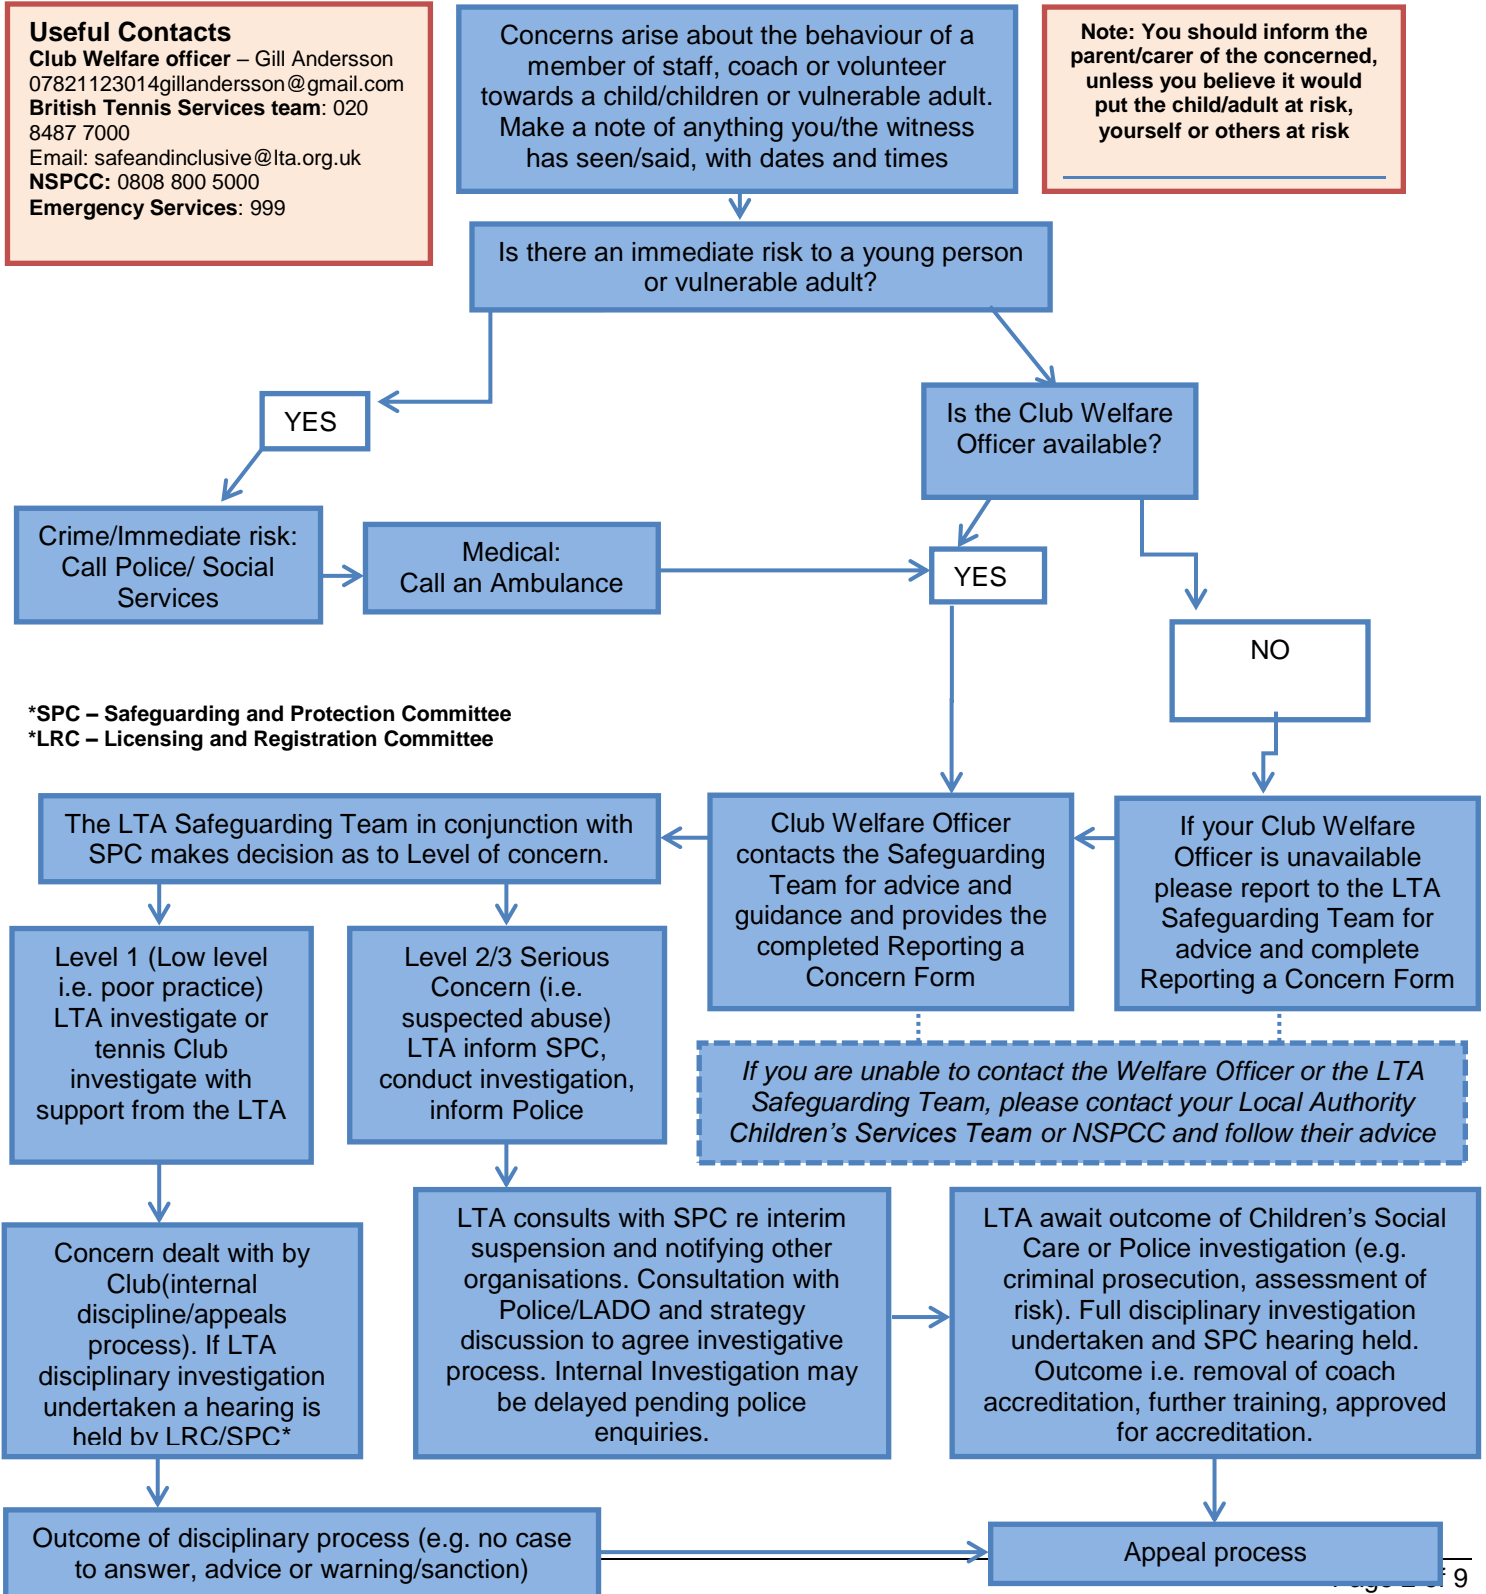 Useful Contacts
Club Welfare officer – Gill Andersson
07821123014gillandersson@gmail.com
British Tennis Services team: 020
8487 7000
Email: safeandinclusive@lta.org.uk
NSPCC: 0808 800 5000
Emergency Services: 999
Concerns arise about the behaviour of a
member of staff, coach or volunteer
towards a child/children or vulnerable adult.
Make a note of anything you/the witness
has seen/said, with dates and times
Note: You should inform the
parent/carer of the concerned,
unless you believe it would
put the child/adult at risk,
yourself or others at risk
Is there an immediate risk to a young person
or vulnerable adult?
YES
Is the Club Welfare
Officer available?
Crime/Immediate risk:
Call Police/ Social
Services
Medical:
Call an Ambulance
YES
NO
*SPC – Safeguarding and Protection Committee
*LRC – Licensing and Registration Committee
The LTA Safeguarding Team in conjunction with
SPC makes decision as to Level of concern.
Club Welfare Officer
contacts the Safeguarding
Team for advice and
guidance and provides the
completed Reporting a
Concern Form
If your Club Welfare
Officer is unavailable
please report to the LTA
Safeguarding Team for
advice and complete
Reporting a Concern Form
Level 1 (Low level
i.e. poor practice)
LTA investigate or
tennis Club
investigate with
support from the LTA
Level 2/3 Serious
Concern (i.e.
suspected abuse)
LTA inform SPC,
conduct investigation,
inform Police
If you are unable to contact the Welfare Officer or the LTA
Safeguarding Team, please contact your Local Authority
Children’s Services Team or NSPCC and follow their advice
Concern dealt with by
Club(internal
discipline/appeals
process). If LTA
disciplinary investigation
undertaken a hearing is
held by LRC/SPC*
LTA consults with SPC re interim
suspension and notifying other
organisations. Consultation with
Police/LADO and strategy
discussion to agree investigative
process. Internal Investigation may
be delayed pending police
enquiries.
LTA await outcome of Children’s Social
Care or Police investigation (e.g.
criminal prosecution, assessment of
risk). Full disciplinary investigation
undertaken and SPC hearing held.
Outcome i.e. removal of coach
accreditation, further training, approved
for accreditation.
Outcome of disciplinary process (e.g. no case
to answer, advice or warning/sanction)
Appeal process
of 9